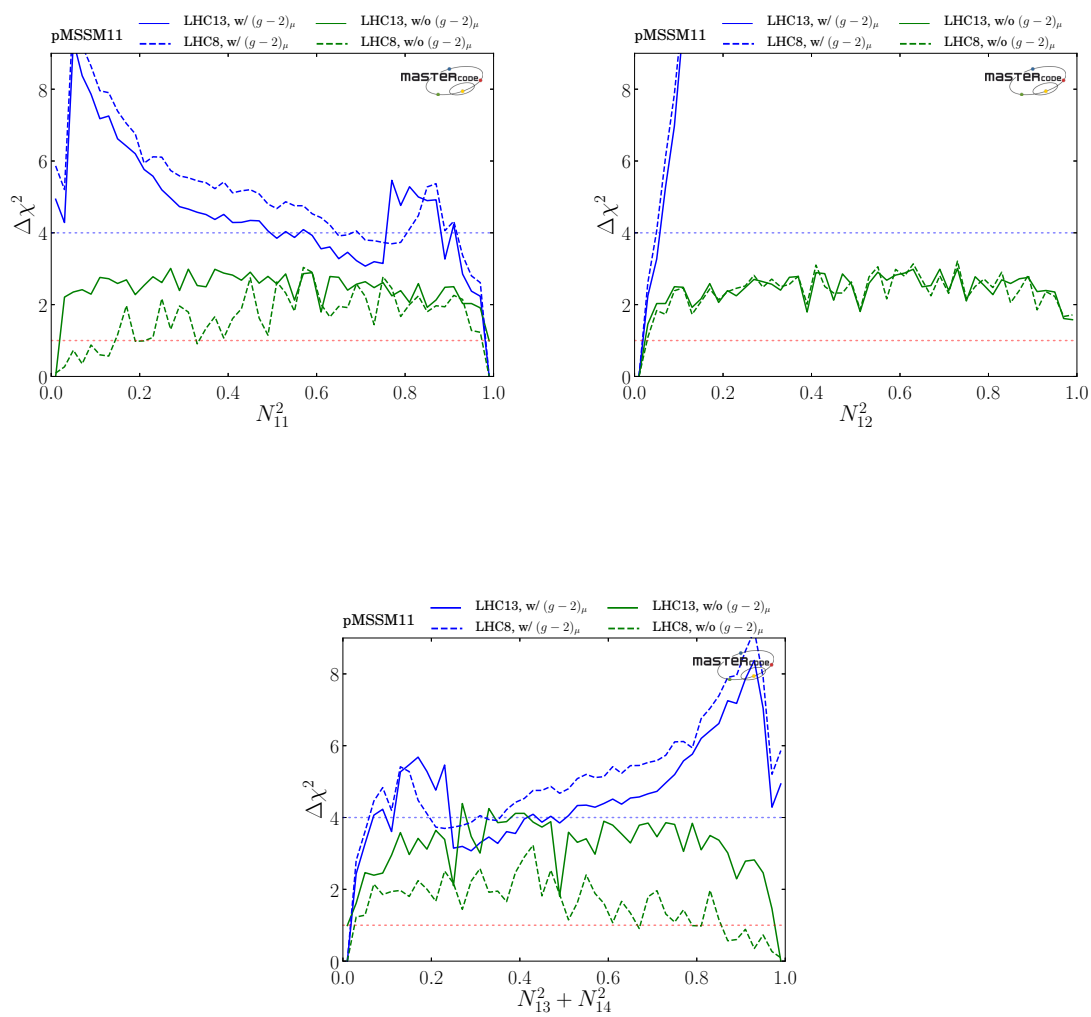 LHC13, w/ (g − 2)μ LHC13, w/o (g − 2)μ
pMSSM11 LHC8, w/ (g − 2)μ LHC8, w/o (g − 2)μ
MASTERCODE
8
6
Δχ²
4
2
0
0.0 0.2 0.4 0.6 0.8 1.0
N²₁₁
LHC13, w/ (g − 2)μ LHC13, w/o (g − 2)μ
pMSSM11 LHC8, w/ (g − 2)μ LHC8, w/o (g − 2)μ
MASTERCODE
8
6
Δχ²
4
2
0
0.0 0.2 0.4 0.6 0.8 1.0
N²₁₂
LHC13, w/ (g − 2)μ LHC13, w/o (g − 2)μ
pMSSM11 LHC8, w/ (g − 2)μ LHC8, w/o (g − 2)μ
MASTERCODE
8
6
Δχ²
4
2
0
0.0 0.2 0.4 0.6 0.8 1.0
N²₁₃ + N²₁₄